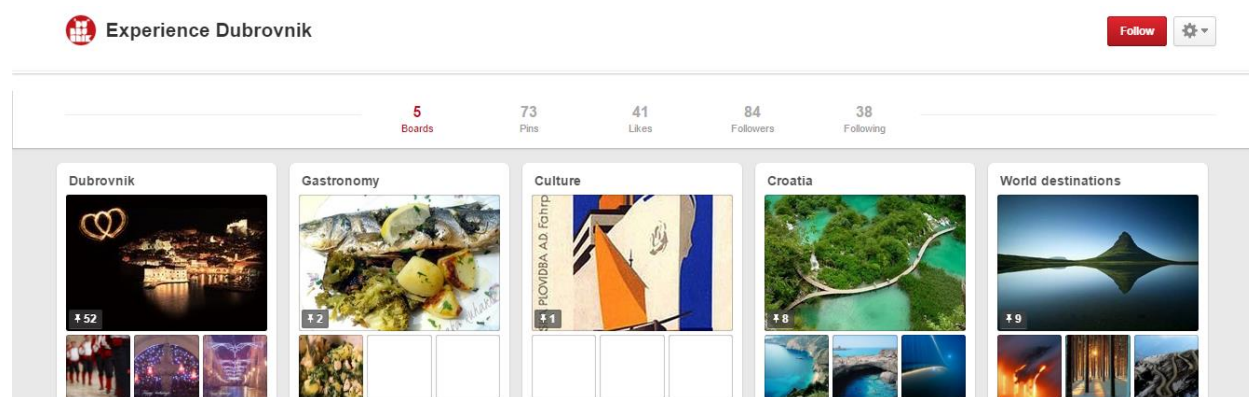 Experience Dubrovnik
Follow
5 73 41 84 38
Boards Pins Likes Followers Following
Dubrovnik Gastronomy Culture Croatia World destinations
PLOVIDBA A.D. Fahrp
52 2 1 8 9